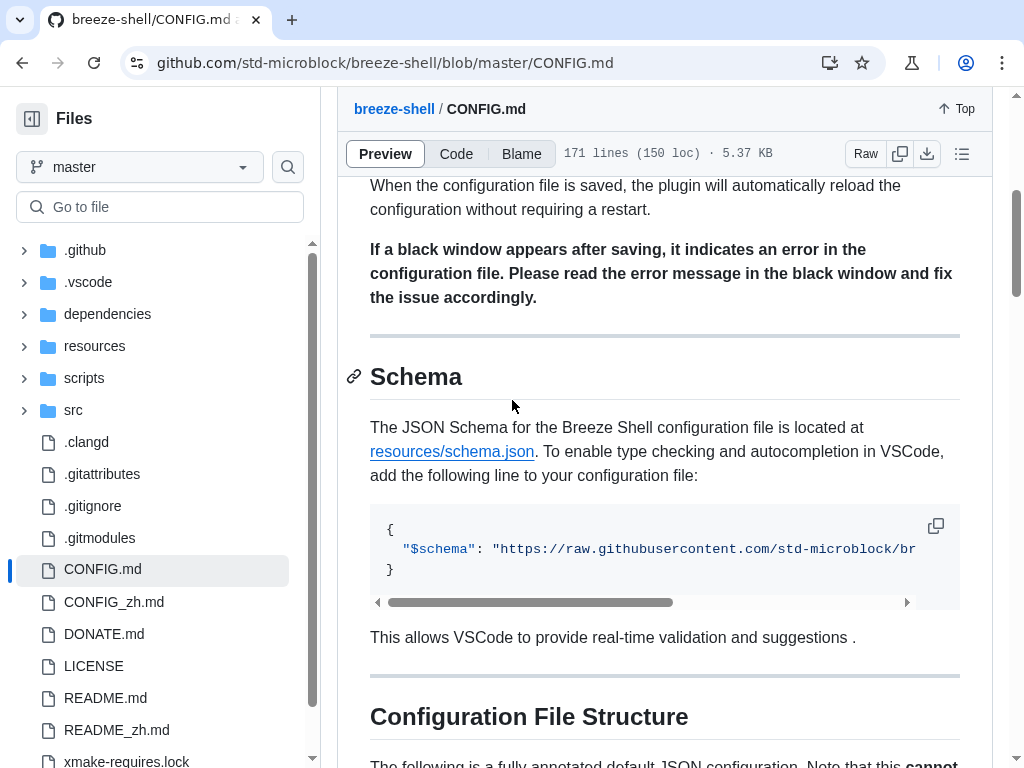 breeze-shell/CONFIG.md a
github.com/std-microblock/breeze-shell/blob/master/CONFIG.md
Files
master
Go to file
.github
.vscode
dependencies
resources
scripts
src
.clangd
.gitattributes
.gitignore
.gitmodules
CONFIG.md
CONFIG_zh.md
DONATE.md
LICENSE
README.md
README_zh.md
xmake-requires.lock
breeze-shell / CONFIG.md
Top
Preview Code Blame 171 lines (150 loc) · 5.37 KB Raw
When the configuration file is saved, the plugin will automatically reload the
configuration without requiring a restart.
If a black window appears after saving, it indicates an error in the
configuration file. Please read the error message in the black window and fix
the issue accordingly.
Schema
The JSON Schema for the Breeze Shell configuration file is located at
resources/schema.json. To enable type checking and autocompletion in VSCode,
add the following line to your configuration file:
{
"$schema": "https://raw.githubusercontent.com/std-microblock/br
}
This allows VSCode to provide real-time validation and suggestions .
Configuration File Structure
The following is a fully annotated default JSON configuration. Note that this cannot